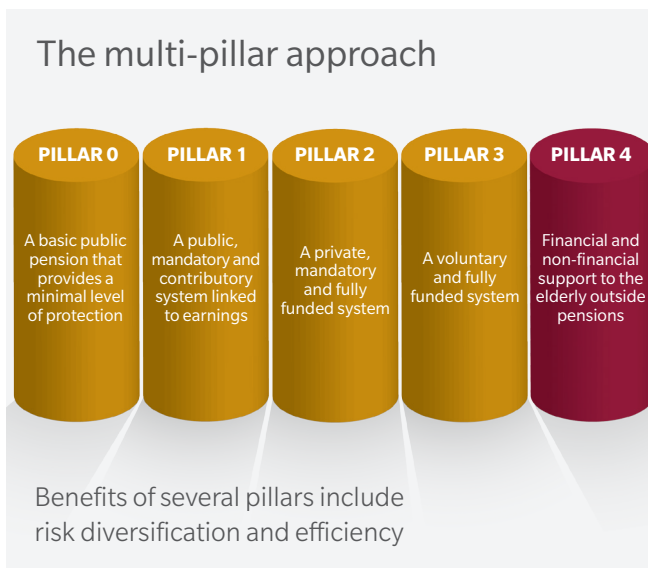 The multi-pillar approach
PILLAR 0
A basic public
pension that
provides a
minimal level
of protection
PILLAR 1
A public,
mandatory and
contributory
system linked
to earnings
PILLAR 2
A private,
mandatory
and fully
funded system
PILLAR 3
A voluntary
and fully
funded system
PILLAR 4
Financial and
non-financial
support to the
elderly outside
pensions
Benefits of several pillars include
risk diversification and efficiency